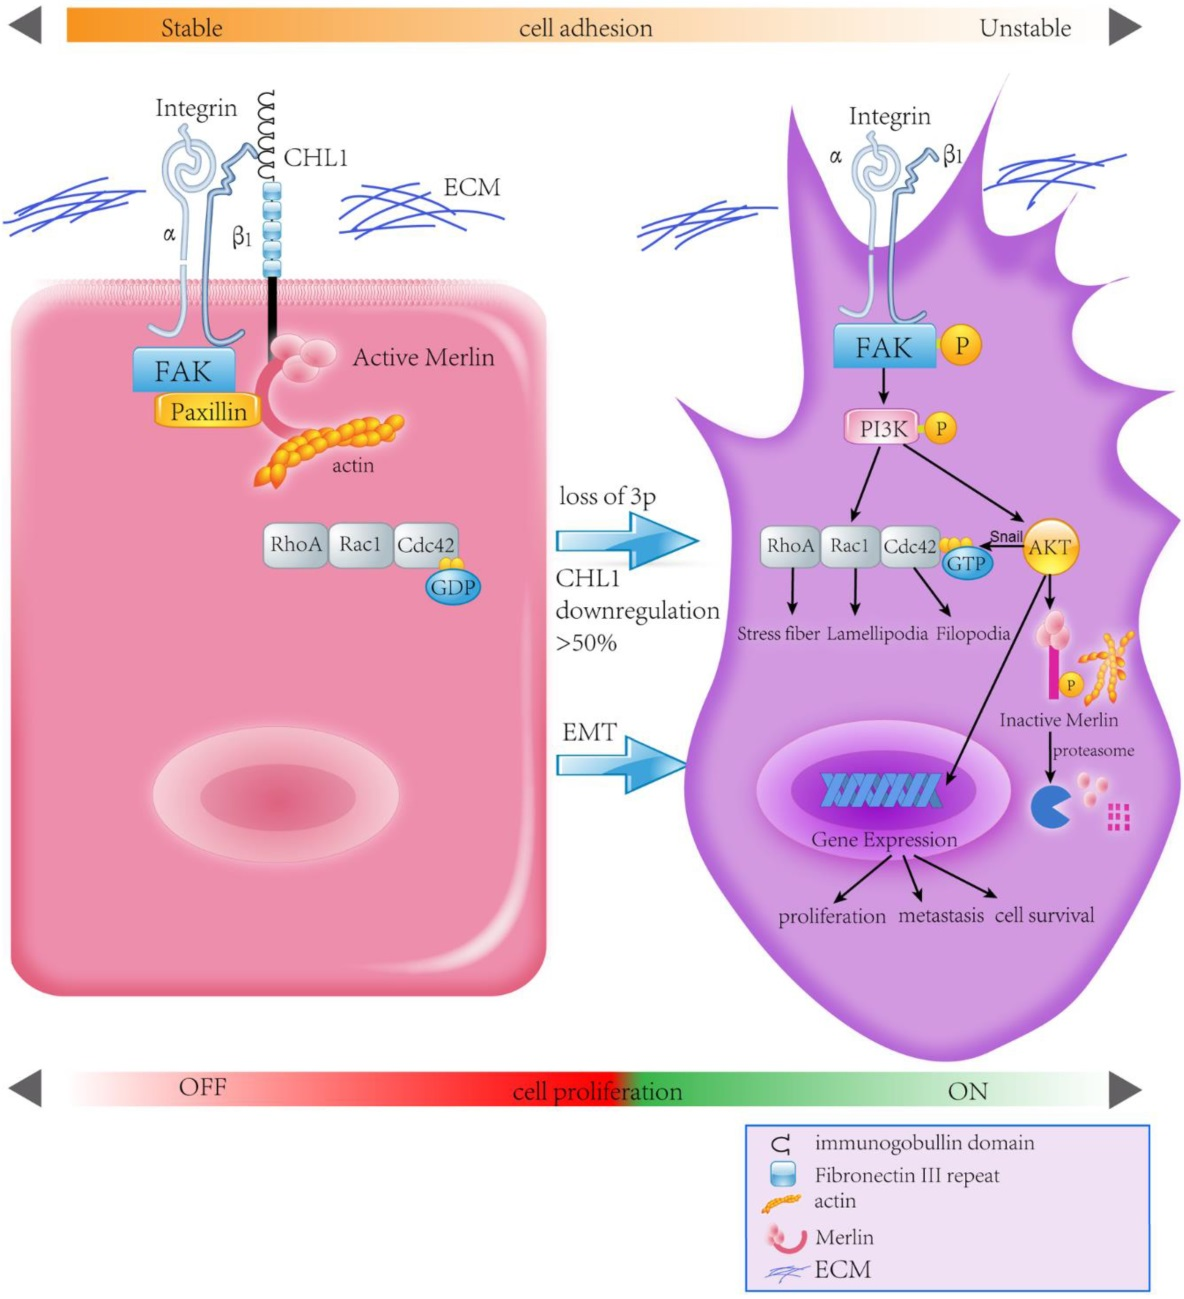 Stable cell adhesion Unstable
Integrin
CHL1
ECM
α
β1
Integrin
α
β1
FAK
Paxillin
Active Merlin
actin
RhoA Rac1 Cdc42
GDP
loss of 3p
CHL1
downregulation
>50%
EMT
FAK P
PI3K P
RhoA Rac1 Cdc42
GTP
Snail
AKT
Stress fiber Lamellipodia Filopodia
P
Inactive Merlin
proteasome
Gene Expression
proliferation metastasis cell survival
OFF cell proliferation ON
immunogobullin domain
Fibronectin III repeat
actin
Merlin
ECM